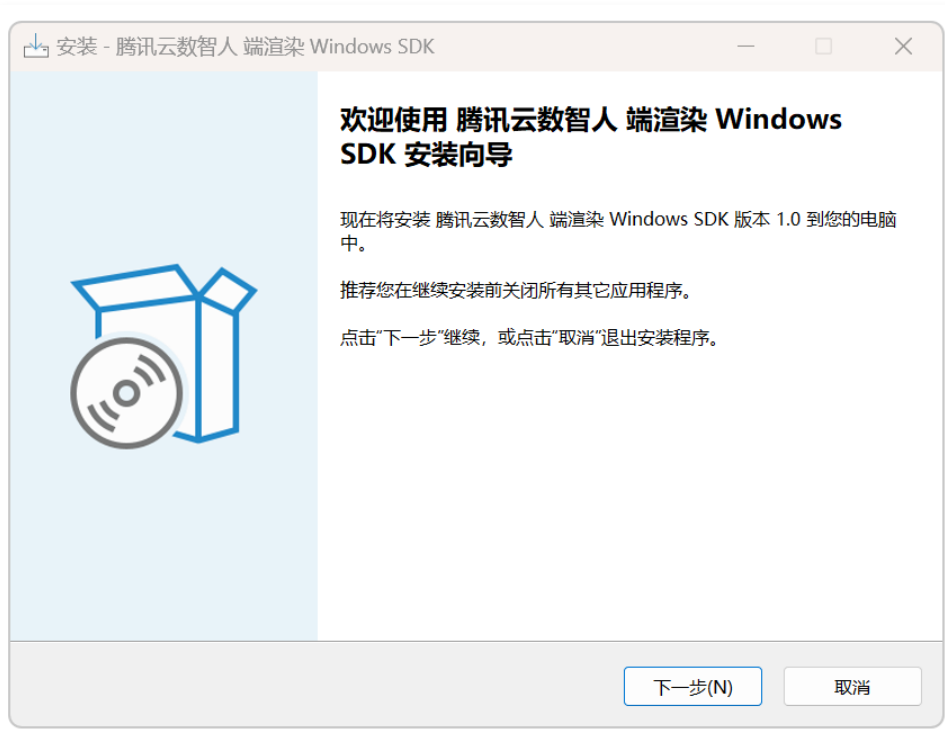 安装 - 腾讯云数智人 端渲染 Windows SDK
欢迎使用 腾讯云数智人 端渲染 Windows
SDK 安装向导
现在将安装 腾讯云数智人 端渲染 Windows SDK 版本 1.0 到您的电脑
中。
推荐您在继续安装前关闭所有其它应用程序。
点击“下一步”继续，或点击“取消”退出安装程序。
下一步(N)
取消